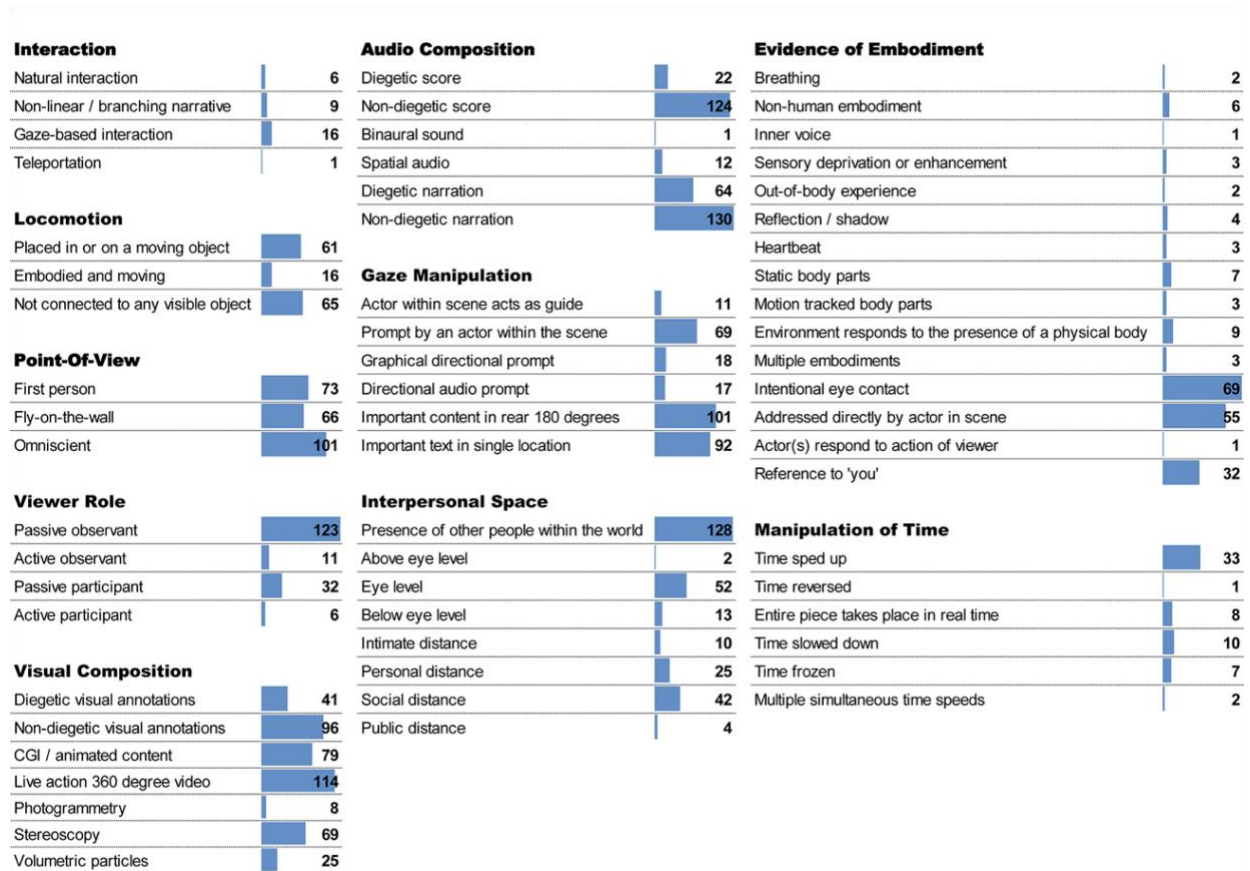 Interaction
Natural interaction 6
Non-linear / branching narrative 9
Gaze-based interaction 16
Teleportation 1
Locomotion
Placed in or on a moving object 61
Embodied and moving 16
Not connected to any visible object 65
Point-Of-View
First person 73
Fly-on-the-wall 66
Omniscient 101
Viewer Role
Passive observant 123
Active observant 11
Passive participant 32
Active participant 6
Visual Composition
Diegetic visual annotations 41
Non-diegetic visual annotations 96
CGI / animated content 79
Live action 360 degree video 114
Photogrammetry 8
Stereoscopy 69
Volumetric particles 25
Audio Composition
Diegetic score 22
Non-diegetic score 124
Binaural sound 1
Spatial audio 12
Diegetic narration 64
Non-diegetic narration 130
Gaze Manipulation
Actor within scene acts as guide 11
Prompt by an actor within the scene 69
Graphical directional prompt 18
Directional audio prompt 17
Important content in rear 180 degrees 101
Important text in single location 92
Interpersonal Space
Presence of other people within the world 128
Above eye level 2
Eye level 52
Below eye level 13
Intimate distance 10
Personal distance 25
Social distance 42
Public distance 4
Evidence of Embodiment
Breathing 2
Non-human embodiment 6
Inner voice 1
Sensory deprivation or enhancement 3
Out-of-body experience 2
Reflection / shadow 4
Heartbeat 3
Static body parts 7
Motion tracked body parts 3
Environment responds to the presence of a physical body 9
Multiple embodiments 3
Intentional eye contact 69
Addressed directly by actor in scene 55
Actor(s) respond to action of viewer 1
Reference to 'you' 32
Manipulation of Time
Time sped up 33
Time reversed 1
Entire piece takes place in real time 8
Time slowed down 10
Time frozen 7
Multiple simultaneous time speeds 2